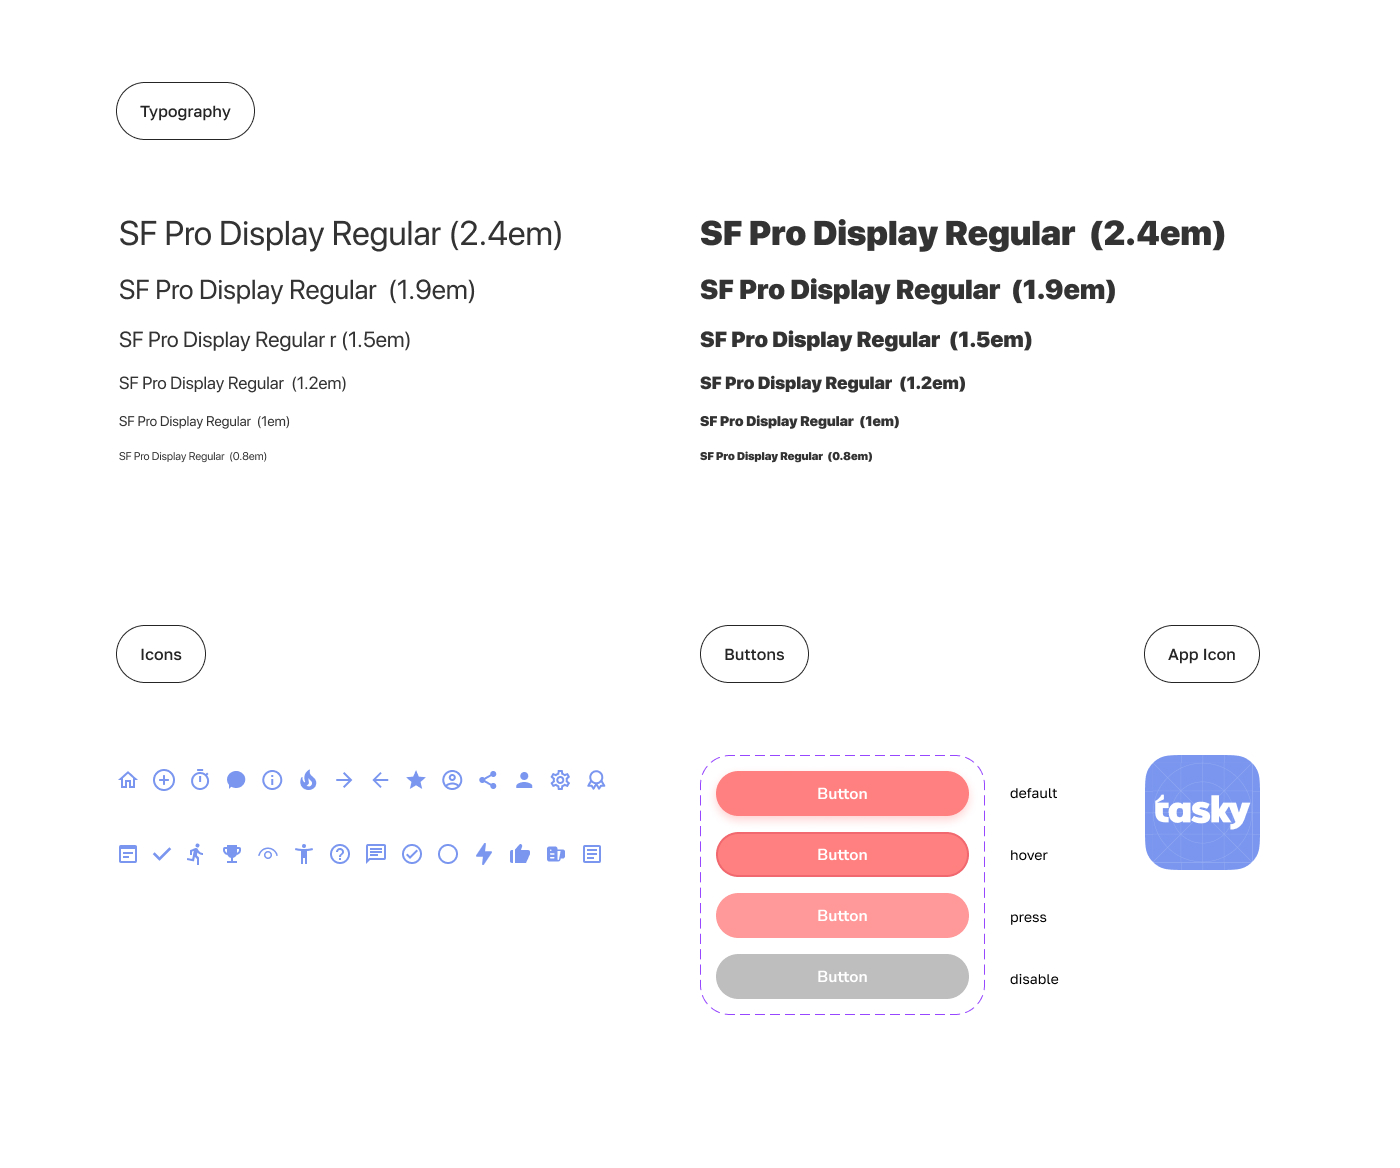 Typography
SF Pro Display Regular (2.4em)
SF Pro Display Regular (1.9em)
SF Pro Display Regular r (1.5em)
SF Pro Display Regular (1.2em)
SF Pro Display Regular (1em)
SF Pro Display Regular (0.8em)
SF Pro Display Regular (2.4em)
SF Pro Display Regular (1.9em)
SF Pro Display Regular (1.5em)
SF Pro Display Regular (1.2em)
SF Pro Display Regular (1em)
SF Pro Display Regular (0.8em)
Icons
Buttons
Button default
Button hover
Button press
Button disable
App Icon
tasky